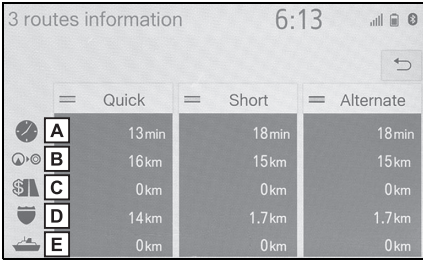 3 routes information 6:13
Quick Short Alternate
A 13min 18min 18min
B 16km 15km 15km
$ C 0km 0km 0km
D 14km 1.7km 1.7km
E 0km 0km 0km